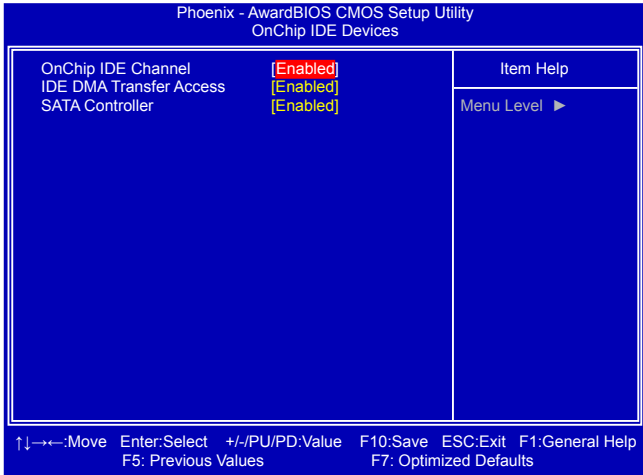 Phoenix - AwardBIOS CMOS Setup Utility
OnChip IDE Devices
OnChip IDE Channel [Enabled]
IDE DMA Transfer Access [Enabled]
SATA Controller [Enabled]
Item Help
Menu Level ►
↑↓→←:Move Enter:Select +/-/PU/PD:Value F10:Save ESC:Exit F1:General Help
F5: Previous Values F7: Optimized Defaults